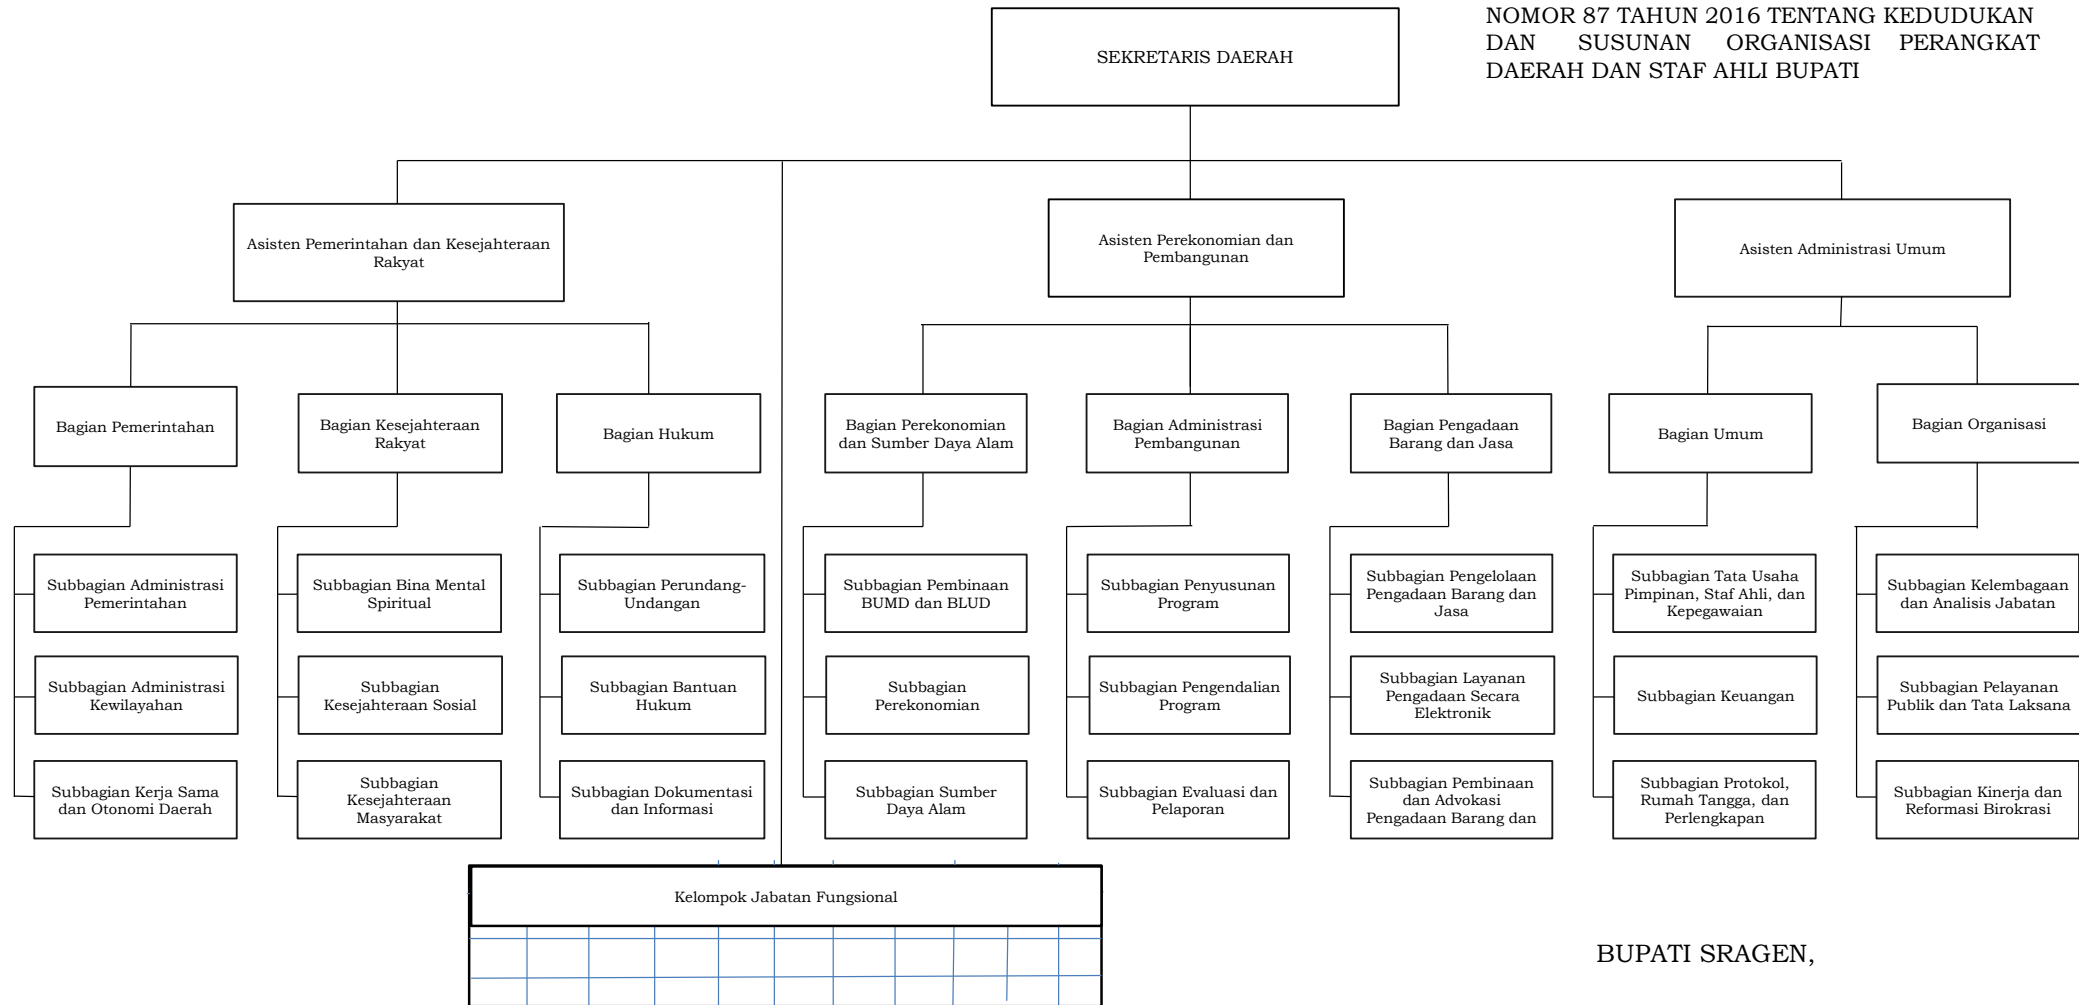 NOMOR 87 TAHUN 2016 TENTANG KEDUDUKAN
DAN SUSUNAN ORGANISASI PERANGKAT
DAERAH DAN STAF AHLI BUPATI
SEKRETARIS DAERAH
Asisten Pemerintahan dan Kesejahteraan
Rakyat
Asisten Perekonomian dan
Pembangunan
Asisten Administrasi Umum
Bagian Pemerintahan
Bagian Kesejahteraan
Rakyat
Bagian Hukum
Bagian Perekonomian
dan Sumber Daya Alam
Bagian Administrasi
Pembangunan
Bagian Pengadaan
Barang dan Jasa
Bagian Umum
Bagian Organisasi
Subbagian Administrasi
Pemerintahan
Subbagian Bina Mental
Spiritual
Subbagian Perundang-
Undangan
Subbagian Pembinaan
BUMD dan BLUD
Subbagian Penyusunan
Program
Subbagian Pengelolaan
Pengadaan Barang dan
Jasa
Subbagian Tata Usaha
Pimpinan, Staf Ahli, dan
Kepegawaian
Subbagian Kelembagaan
dan Analisis Jabatan
Subbagian Administrasi
Kewilayahan
Subbagian
Kesejahteraan Sosial
Subbagian Bantuan
Hukum
Subbagian
Perekonomian
Subbagian Pengendalian
Program
Subbagian Layanan
Pengadaan Secara
Elektronik
Subbagian Keuangan
Subbagian Pelayanan
Publik dan Tata Laksana
Subbagian Kerja Sama
dan Otonomi Daerah
Subbagian
Kesejahteraan
Masyarakat
Subbagian Dokumentasi
dan Informasi
Subbagian Sumber
Daya Alam
Subbagian Evaluasi dan
Pelaporan
Subbagian Pembinaan
dan Advokasi
Pengadaan Barang dan
Subbagian Protokol,
Rumah Tangga, dan
Perlengkapan
Subbagian Kinerja dan
Reformasi Birokrasi
Kelompok Jabatan Fungsional
BUPATI SRAGEN,